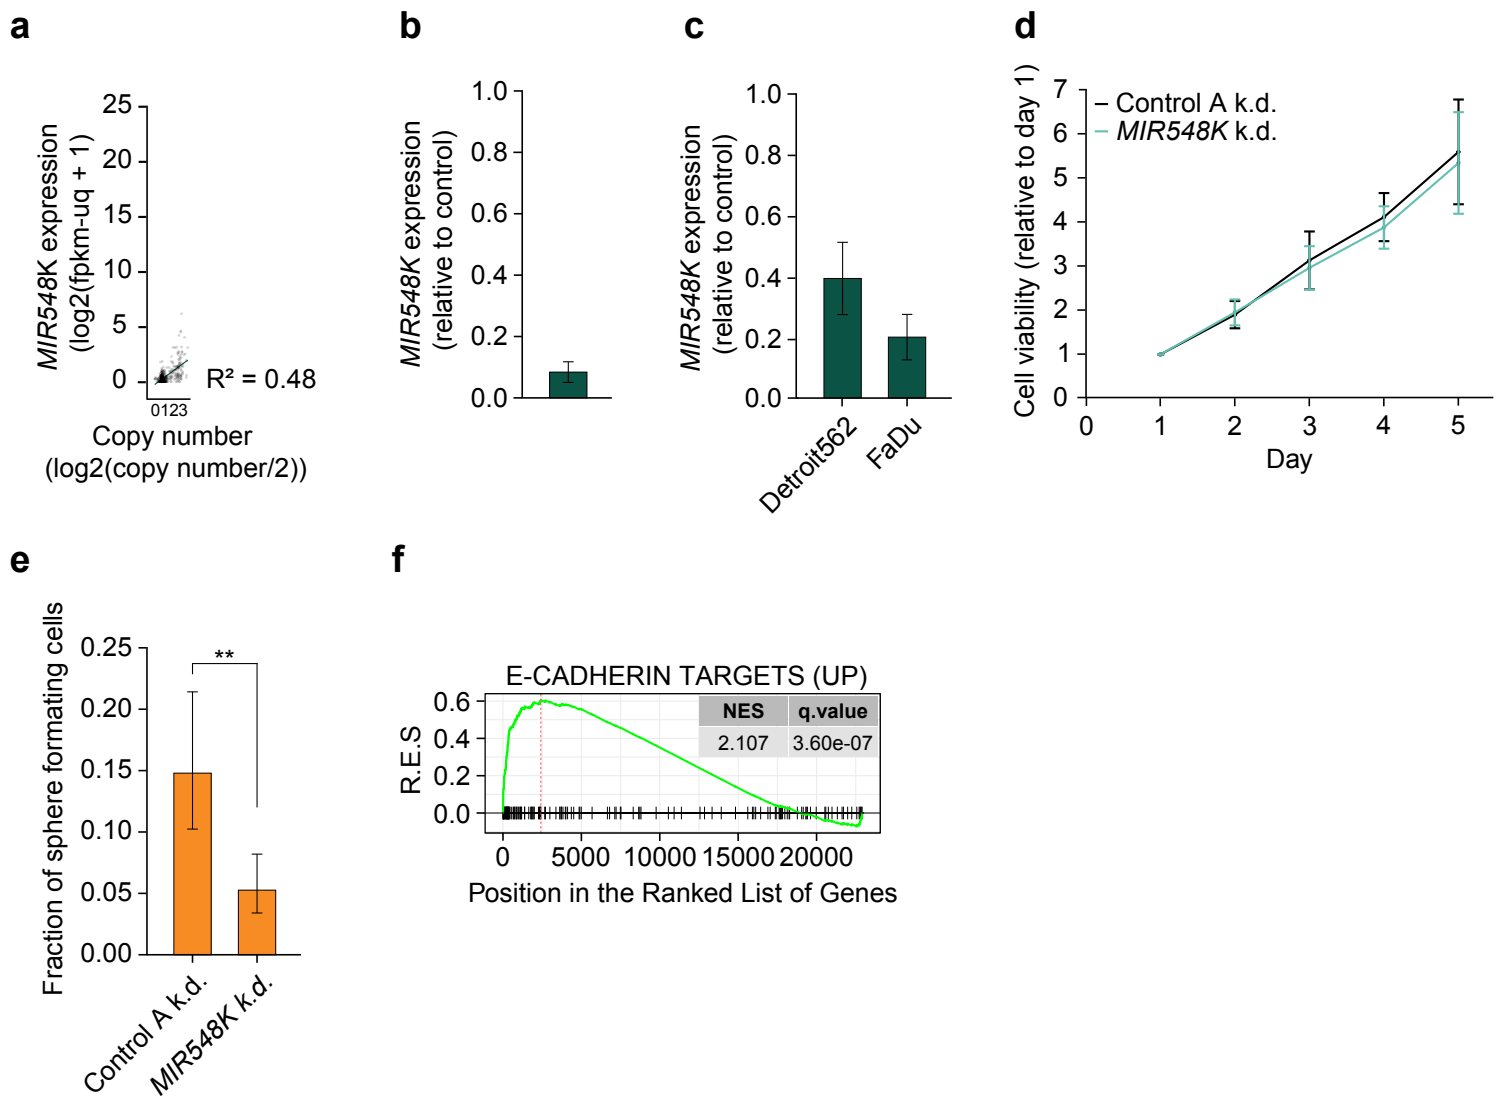 a
MIR548K expression
(log2(fpkm-uq + 1)
25
20
15
10
5
0
0123
R² = 0.48
Copy number
(log2(copy number/2))
b
MIR548K expression
(relative to control)
1.0
0.8
0.6
0.4
0.2
0.0
c
MIR548K expression
(relative to control)
1.0
0.8
0.6
0.4
0.2
0.0
Detroit562
FaDu
d
Cell viability (relative to day 1)
7
6
5
4
3
2
1
0
Control A k.d.
MIR548K k.d.
0 1 2 3 4 5
Day
e
Fraction of sphere formating cells
0.25
0.20
0.15
0.10
0.05
0.00
**
Control A k.d.
MIR548K k.d.
f
E-CADHERIN TARGETS (UP)
R.E.S
0.6
0.4
0.2
0.0
NES q.value
2.107 3.60e-07
0 5000 10000 15000 20000
Position in the Ranked List of Genes